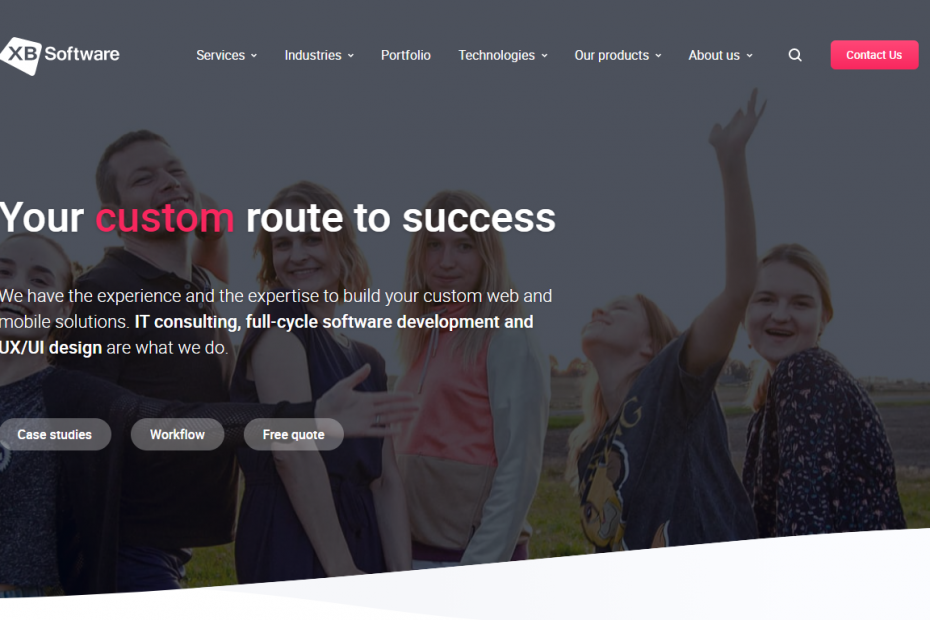 XB Software
Services
Industries
Portfolio
Technologies
Our products
About us
Contact Us
Your custom route to success
We have the experience and the expertise to build your custom web and
mobile solutions. IT consulting, full-cycle software development and
UX/UI design are what we do.
Case studies
Workflow
Free quote